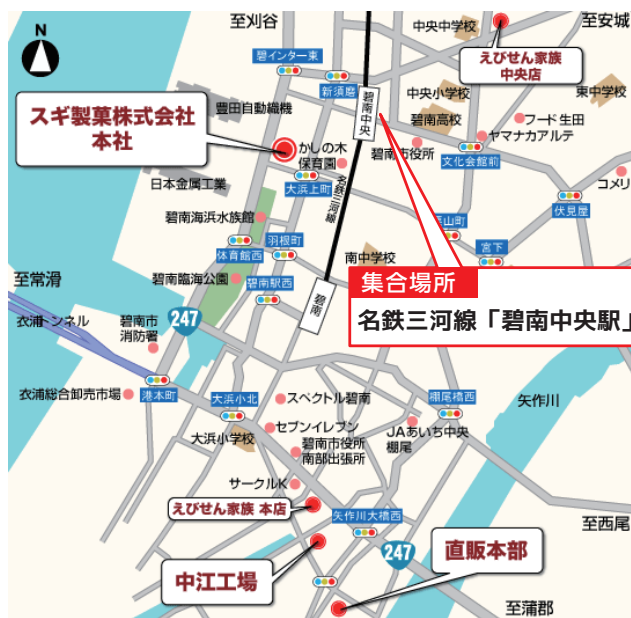 N
至刈谷
中央中学校
至安城
碧インター東
えびせん家族
中央店
新須磨
豊田自動織機
碧南中央
中央小学校
東中学校
スギ製菓株式会社
本社
碧南高校
フード生田
ヤマナカアルテ
かしの木
保育園
碧南市役所
文化会館前
日本金属工業
大浜上町
名鉄三河線
コメリ
伏見屋
碧南海浜水族館
羽根町
宮下
体育館西
南中学校
至常滑
碧南臨海公園
碧南駅西
碧南
集合場所
名鉄三河線「碧南中央駅」
衣浦トンネル
碧南市
消防署
247
衣浦総合卸売市場
港本町
大浜小北
スペクトル碧南
棚尾橋西
矢作川
セブンイレブン
JAあいち中央
棚尾
大浜小学校
碧南市役所
南部出張所
サークルK
えびせん家族 本店
矢作川大橋西
至西尾
中江工場
247
直販本部
至蒲郡